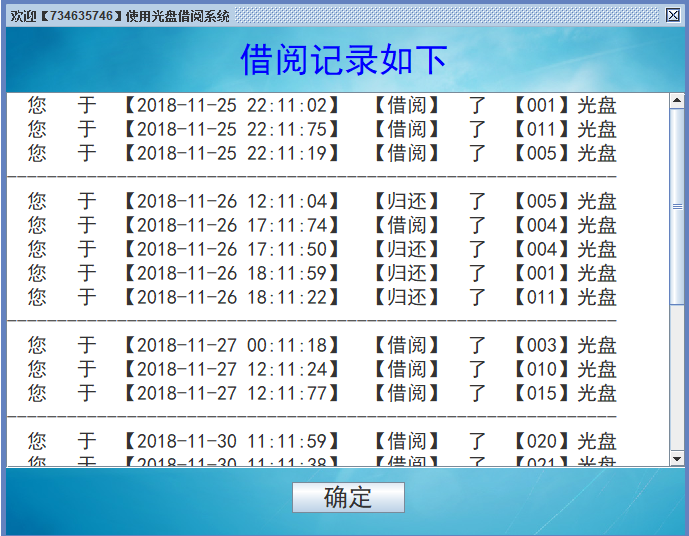 欢迎【734635746】使用光盘借阅系统
借阅记录如下
您 于 【2018-11-25 22:11:02】 【借阅】 了 【001】光盘
您 于 【2018-11-25 22:11:75】 【借阅】 了 【011】光盘
您 于 【2018-11-25 22:11:19】 【借阅】 了 【005】光盘
您 于 【2018-11-26 12:11:04】 【归还】 了 【005】光盘
您 于 【2018-11-26 17:11:74】 【借阅】 了 【004】光盘
您 于 【2018-11-26 17:11:50】 【归还】 了 【004】光盘
您 于 【2018-11-26 18:11:59】 【归还】 了 【001】光盘
您 于 【2018-11-26 18:11:22】 【归还】 了 【011】光盘
您 于 【2018-11-27 00:11:18】 【借阅】 了 【003】光盘
您 于 【2018-11-27 12:11:24】 【借阅】 了 【010】光盘
您 于 【2018-11-27 12:11:77】 【借阅】 了 【015】光盘
您 于 【2018-11-30 11:11:59】 【借阅】 了 【020】光盘
您 于 【2018-11-30 11:11:38】 【借阅】 了 【021】光盘
确定